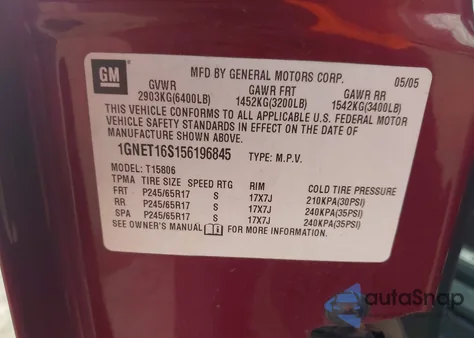 GM
MFD BY GENERAL MOTORS CORP. 05/05
GVWR GAWR FRT GAWR RR
2903KG(6400LB) 1452KG(3200LB) 1542KG(3400LB)
THIS VEHICLE CONFORMS TO ALL APPLICABLE U.S. FEDERAL MOTOR
VEHICLE SAFETY STANDARDS IN EFFECT ON THE DATE OF
MANUFACTURE SHOWN ABOVE.
1GNET16S156196845 TYPE: M.P.V.
MODEL: T15806
TPMA TIRE SIZE SPEED RTG RIM COLD TIRE PRESSURE
FRT P245/65R17 S 17X7J 210KPA(30PSI)
RR P245/65R17 S 17X7J 240KPA(35PSI)
SPA P245/65R17 S 17X7J 240KPA(35PSI)
SEE OWNER'S MANUAL FOR MORE INFORMATION
autoSnap